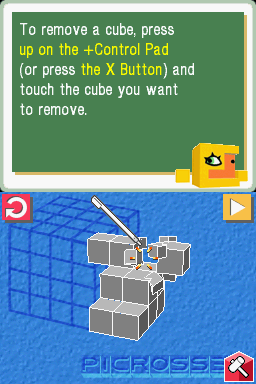 To remove a cube, press
up on the +Control Pad
(or press the X Button) and
touch the cube you want
to remove.
PICROSS